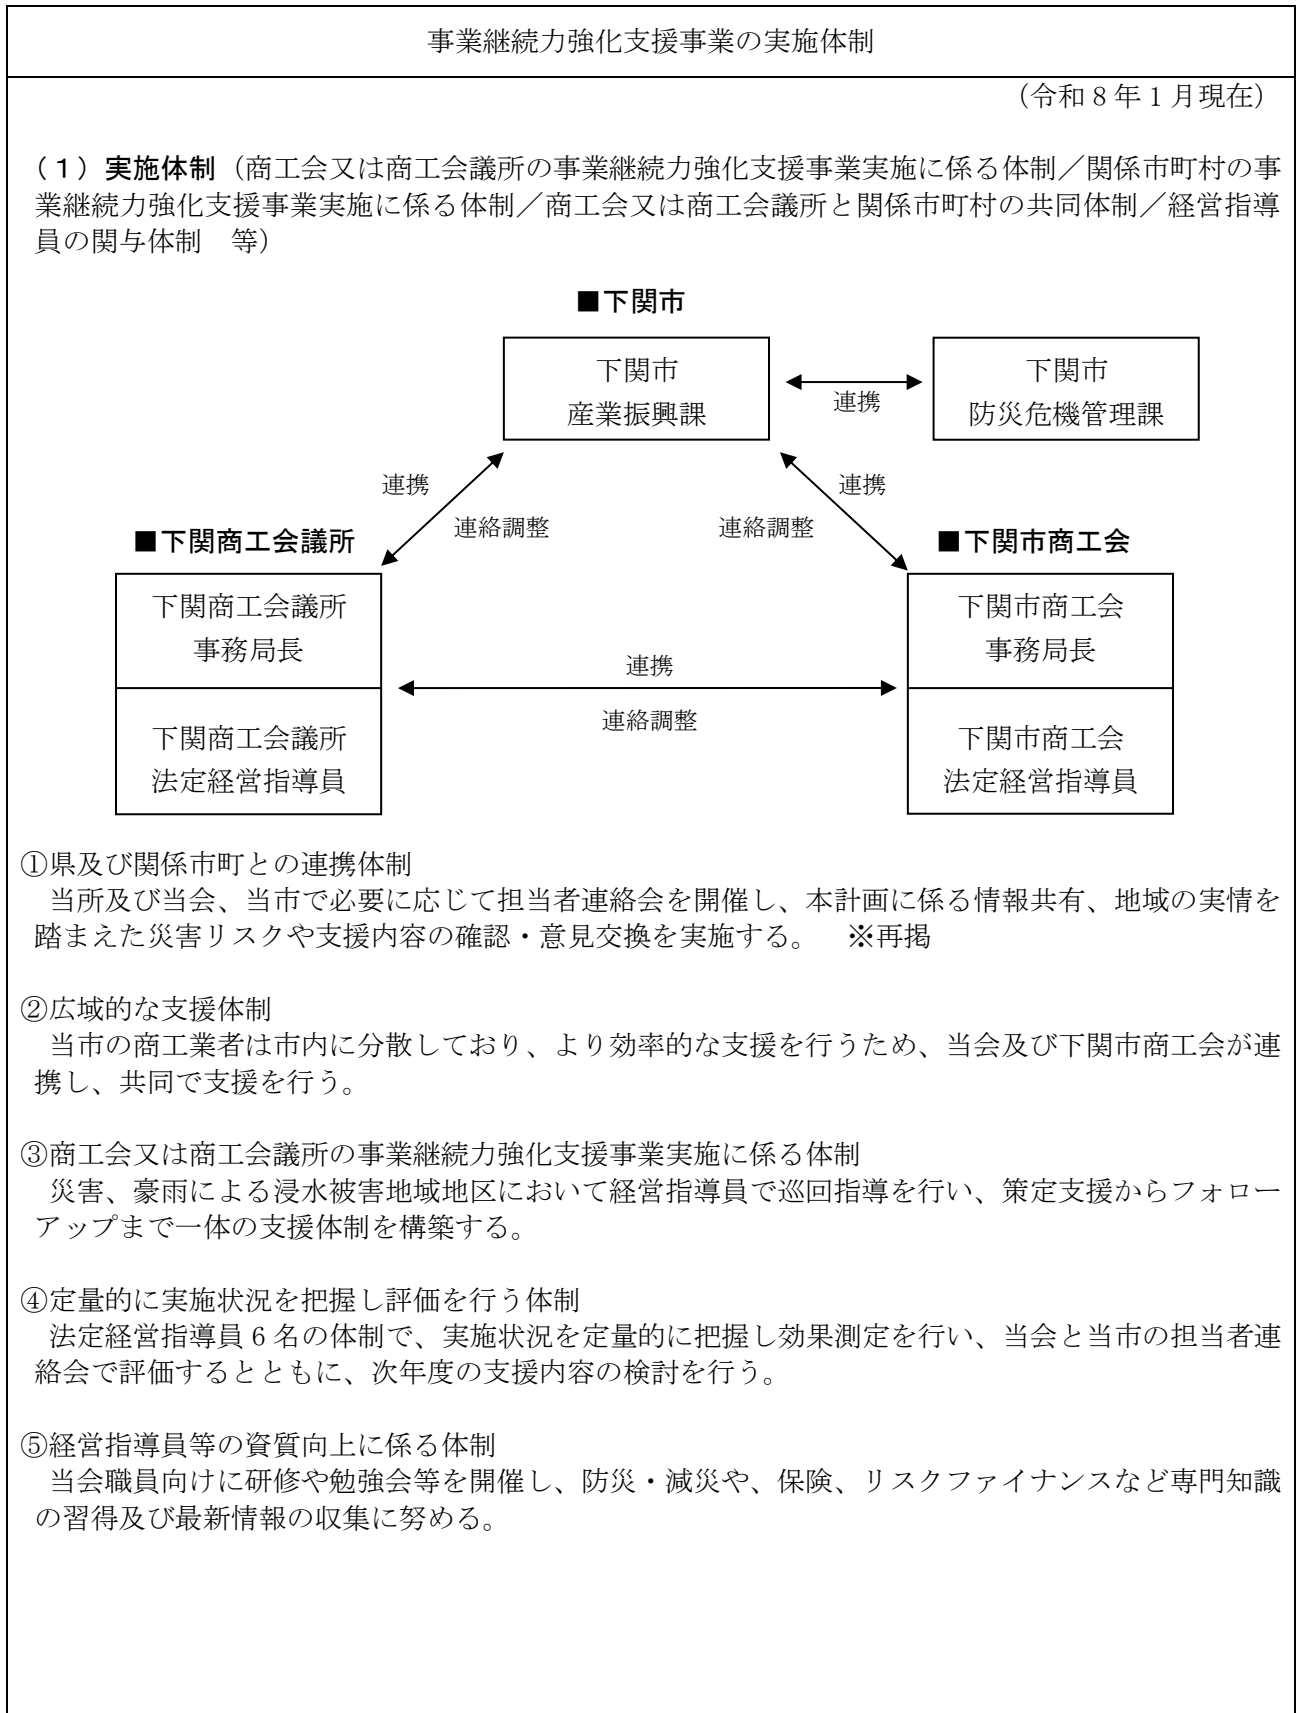 事業継続力強化支援事業の実施体制
（令和８年１月現在）
（１）実施体制（商工会又は商工会議所の事業継続力強化支援事業実施に係る体制／関係市町村の事
業継続力強化支援事業実施に係る体制／商工会又は商工会議所と関係市町村の共同体制／経営指導
員の関与体制　等）
■下関市
下関市
産業振興課
連携
下関市
防災危機管理課
連携
連絡調整
連携
連絡調整
■下関商工会議所
■下関市商工会
下関商工会議所
事務局長
下関商工会議所
法定経営指導員
連携
連絡調整
下関市商工会
事務局長
下関市商工会
法定経営指導員
①県及び関係市町との連携体制
当所及び当会、当市で必要に応じて担当者連絡会を開催し、本計画に係る情報共有、地域の実情を
踏まえた災害リスクや支援内容の確認・意見交換を実施する。　※再掲
②広域的な支援体制
当市の商工業者は市内に分散しており、より効率的な支援を行うため、当会及び下関市商工会が連
携し、共同で支援を行う。
③商工会又は商工会議所の事業継続力強化支援事業実施に係る体制
災害、豪雨による浸水被害地域地区において経営指導員で巡回指導を行い、策定支援からフォロー
アップまで一体の支援体制を構築する。
④定量的に実施状況を把握し評価を行う体制
法定経営指導員６名の体制で、実施状況を定量的に把握し効果測定を行い、当会と当市の担当者連
絡会で評価するとともに、次年度の支援内容の検討を行う。
⑤経営指導員等の資質向上に係る体制
当会職員向けに研修や勉強会等を開催し、防災・減災や、保険、リスクファイナンスなど専門知識
の習得及び最新情報の収集に努める。